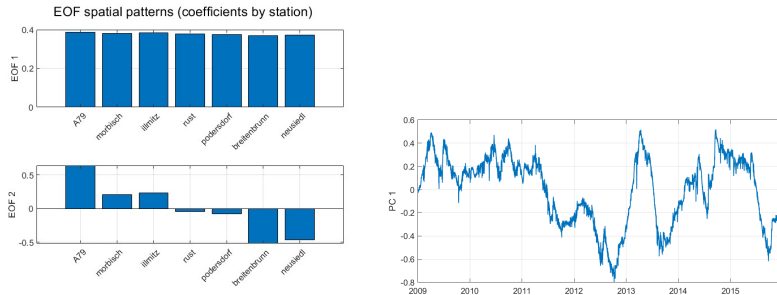 EOF spatial patterns (coefficients by station)
EOF 1
0.4
0.2
0
A79
morbisch
illmitz
rust
podersdorf
breitenbrunn
neusiedl
EOF 2
0.5
0
-0.5
A79
morbisch
illmitz
rust
podersdorf
breitenbrunn
neusiedl
PC 1
0.6
0.4
0.2
0
-0.2
-0.4
-0.6
-0.8
2009
2010
2011
2012
2013
2014
2015